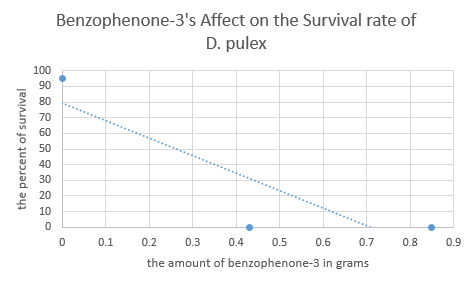 Benzophenone-3's Affect on the Survival rate of
D. pulex
the percent of survival
100
90
80
70
60
50
40
30
20
10
0
0 0.1 0.2 0.3 0.4 0.5 0.6 0.7 0.8 0.9
the amount of benzophenone-3 in grams